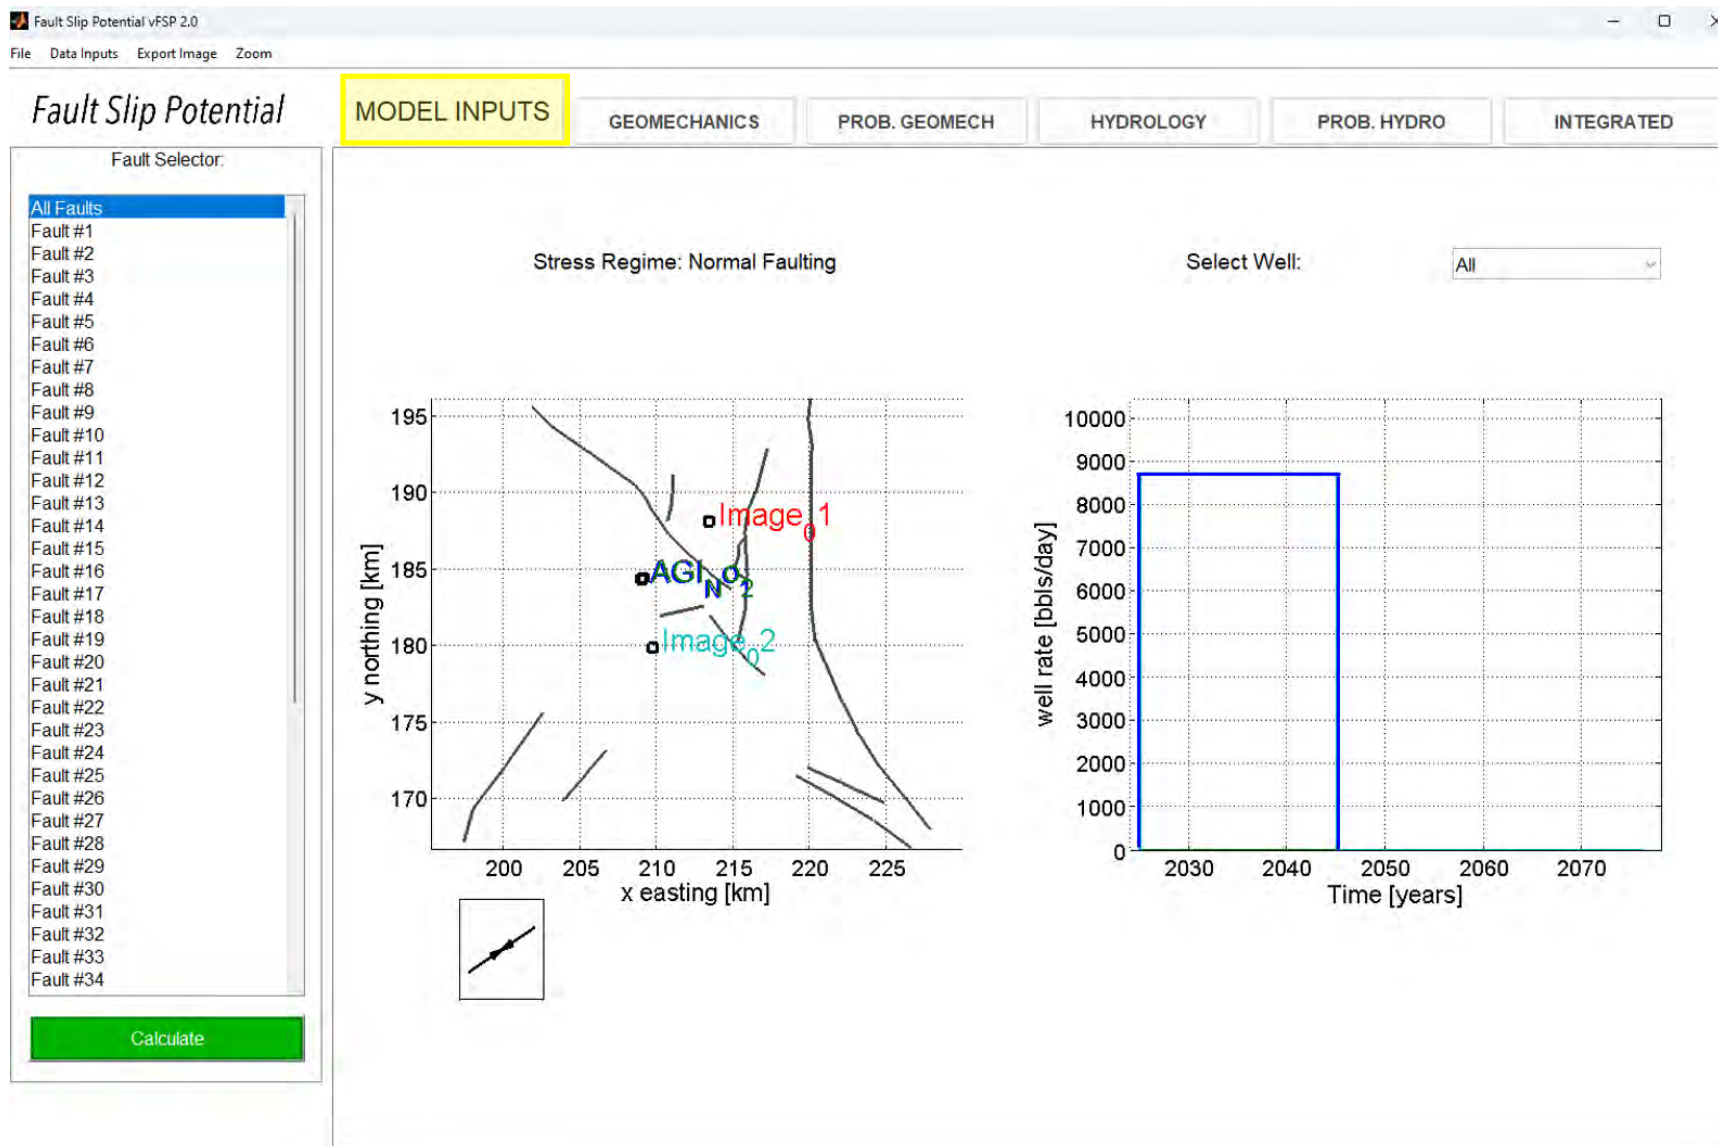 Fault Slip Potential vFSP 2.0
File Data Inputs Export Image Zoom
Fault Slip Potential
MODEL INPUTS
GEOMECHANICS
PROB. GEOMECH
HYDROLOGY
PROB. HYDRO
INTEGRATED
Fault Selector:
All Faults
Fault #1
Fault #2
Fault #3
Fault #4
Fault #5
Fault #6
Fault #7
Fault #8
Fault #9
Fault #10
Fault #11
Fault #12
Fault #13
Fault #14
Fault #15
Fault #16
Fault #17
Fault #18
Fault #19
Fault #20
Fault #21
Fault #22
Fault #23
Fault #24
Fault #25
Fault #26
Fault #27
Fault #28
Fault #29
Fault #30
Fault #31
Fault #32
Fault #33
Fault #34
Calculate
Stress Regime: Normal Faulting
Select Well:
All
195
190
185
180
175
170
y northing [km]
Image01
AGINo2
Image02
200 205 210 215 220 225
x easting [km]
10000
9000
8000
7000
6000
5000
4000
3000
2000
1000
0
well rate [bbls/day]
2030 2040 2050 2060 2070
Time [years]